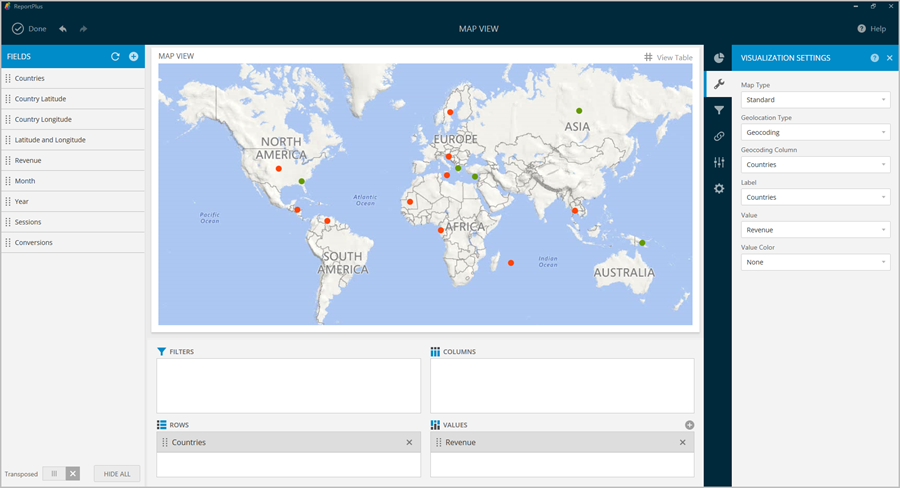 ReportPlus
Done
MAP VIEW
Help
FIELDS
Countries
Country Latitude
Country Longitude
Latitude and Longitude
Revenue
Month
Year
Sessions
Conversions
Transposed
HIDE ALL
MAP VIEW
View Table
NORTH
AMERICA
EUROPE
ASIA
Atlantic
Ocean
Pacific
Ocean
AFRICA
SOUTH
AMERICA
Indian
Ocean
AUSTRALIA
FILTERS
COLUMNS
ROWS
Countries
VALUES
Revenue
VISUALIZATION SETTINGS
Map Type
Standard
Geolocation Type
Geocoding
Geocoding Column
Countries
Label
Countries
Value
Revenue
Value Color
None